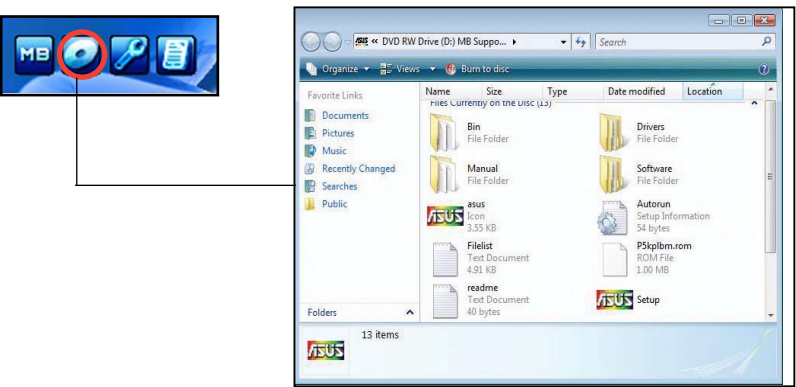 MB
ASUS « DVD RW Drive (D:) MB Suppo...
Search
Organize
Views
Burn to disc
Favorite Links
Documents
Pictures
Music
Recently Changed
Searches
Public
Folders
Name Size Type Date modified Location
Files Currently on the Disc (13)
Bin
File Folder
Drivers
File Folder
Manual
File Folder
Software
File Folder
ASUS
asus
Icon
3.55 KB
Autorun
Setup Information
54 bytes
Filelist
Text Document
4.91 KB
P5kplbm.rom
ROM File
1.00 MB
readme
Text Document
40 bytes
ASUS
Setup
ASUS
13 items